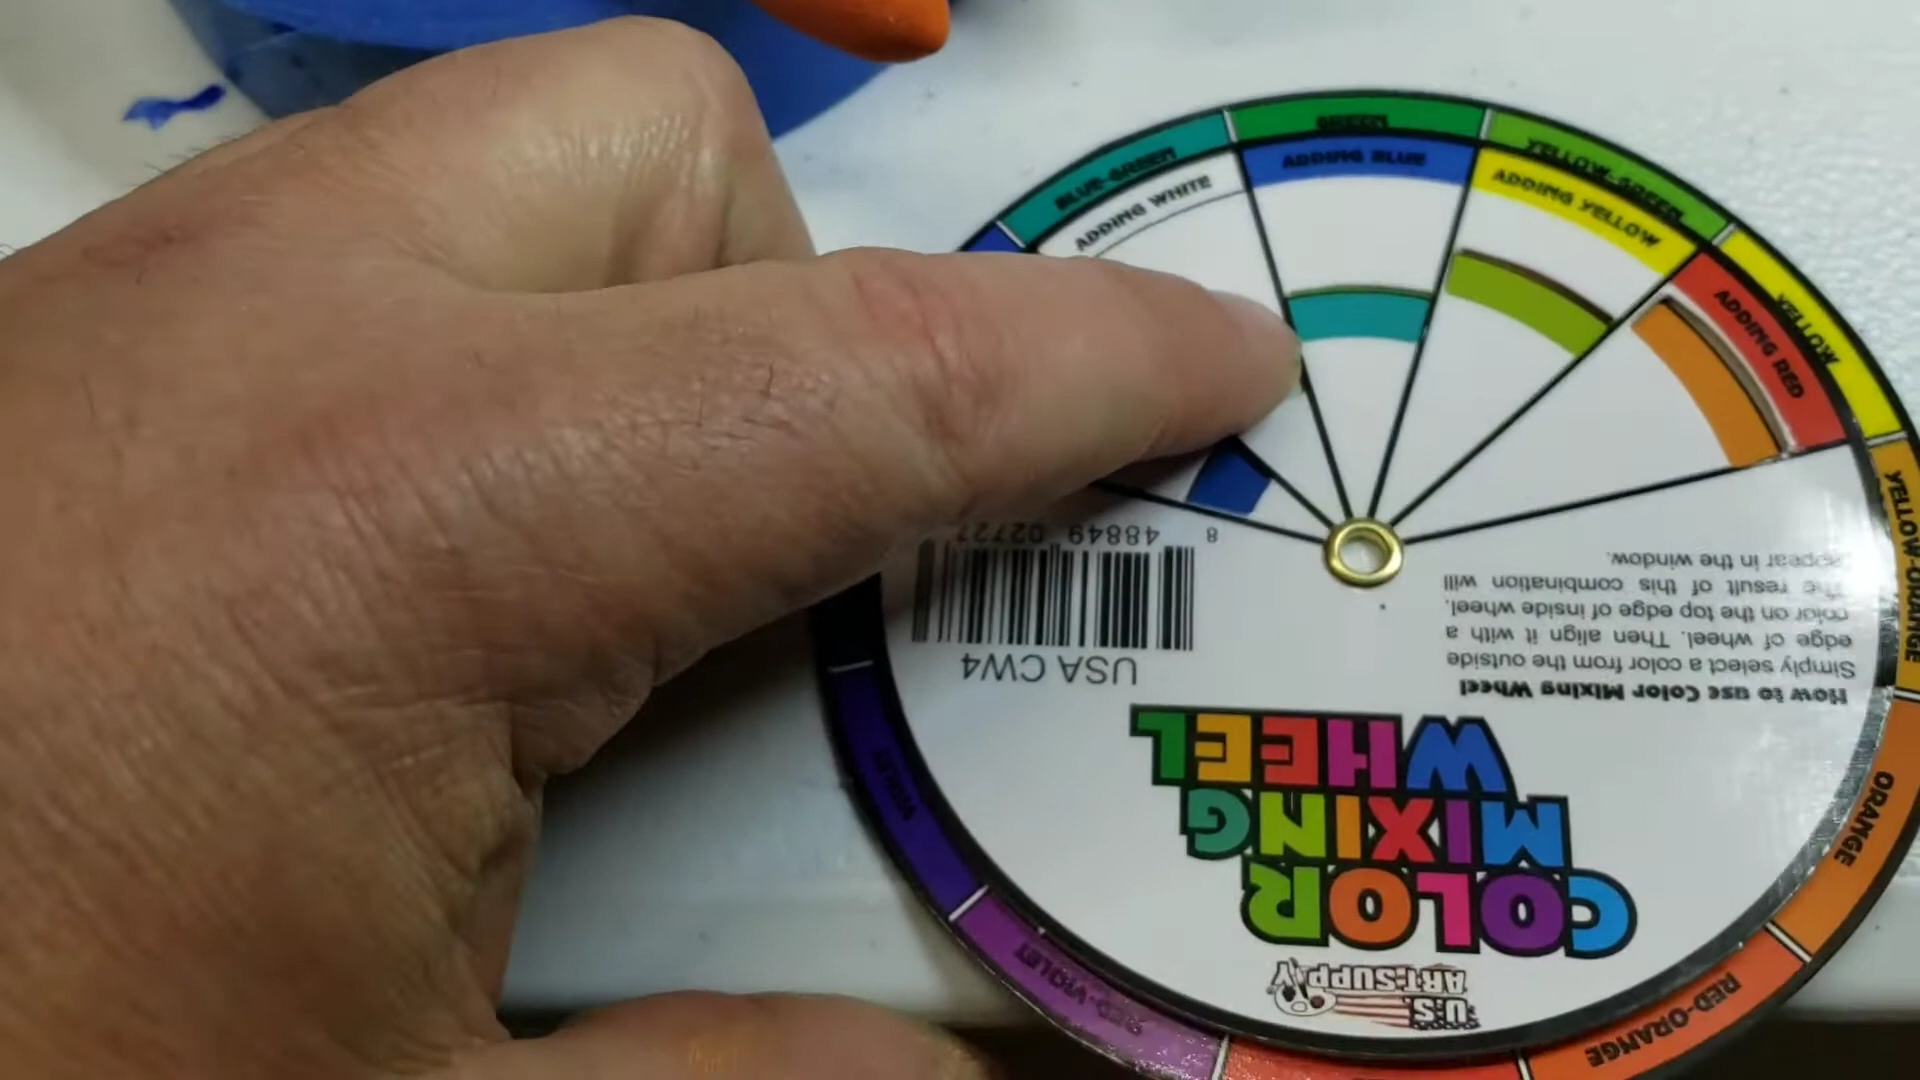 GREEN
BLUE-GREEN
YELLOW-GREEN
ADDING WHITE
ADDING BLUE
ADDING YELLOW
ADDING RED
YELLOW
YELLOW-ORANGE
ORANGE
RED-ORANGE
RED-VIOLET
VIOLET
U.S.
ART·SUPPLY
COLOR
MIXING
WHEEL
How to use Color Mixing Wheel
Simply select a color from the outside
edge of wheel. Then align it with a
color on the top edge of inside wheel.
The result of this combination will
appear in the window.
USA CW4
8 48849 02727